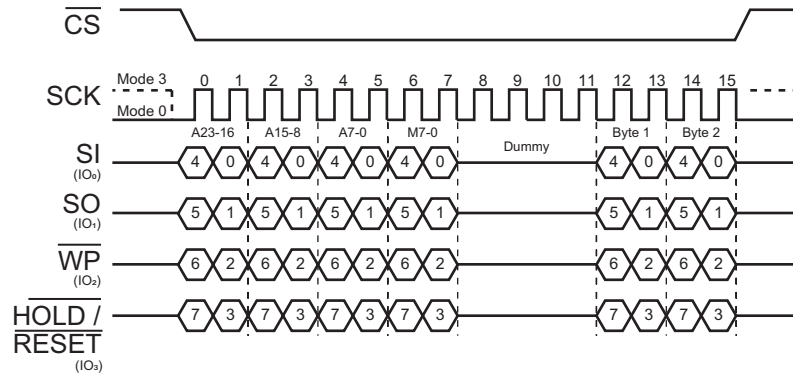 CS
SCK Mode 3 0 1 2 3 4 5 6 7 8 9 10 11 12 13 14 15
Mode 0
A23-16 A15-8 A7-0 M7-0 Dummy Byte 1 Byte 2
SI 4 0 4 0 4 0 4 0 4 0 4 0
(IO₀)
SO 5 1 5 1 5 1 5 1 5 1 5 1
(IO₁)
WP 6 2 6 2 6 2 6 2 6 2 6 2
(IO₂)
HOLD / 7 3 7 3 7 3 7 3 7 3 7 3
RESET
(IO₃)